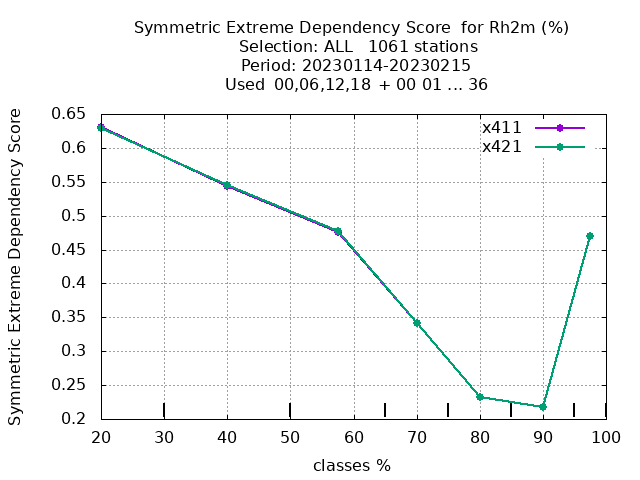 Symmetric Extreme Dependency Score  for Rh2m (%)
Selection: ALL   1061 stations
Period: 20230114-20230215
Used  00,06,12,18 + 00 01 ... 36
Symmetric Extreme Dependency Score
0.65
0.6
0.55
0.5
0.45
0.4
0.35
0.3
0.25
0.2
x411
x421
20 30 40 50 60 70 80 90 100
classes %